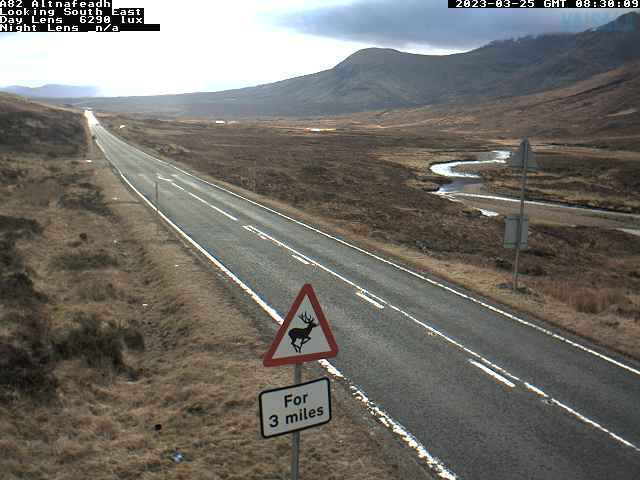 A82 Altnafeadh
Looking South East
Day Lens 6290 lux
Night Lens n/a
2023-03-25 GMT 08:30:09
VAISALA
For
3 miles